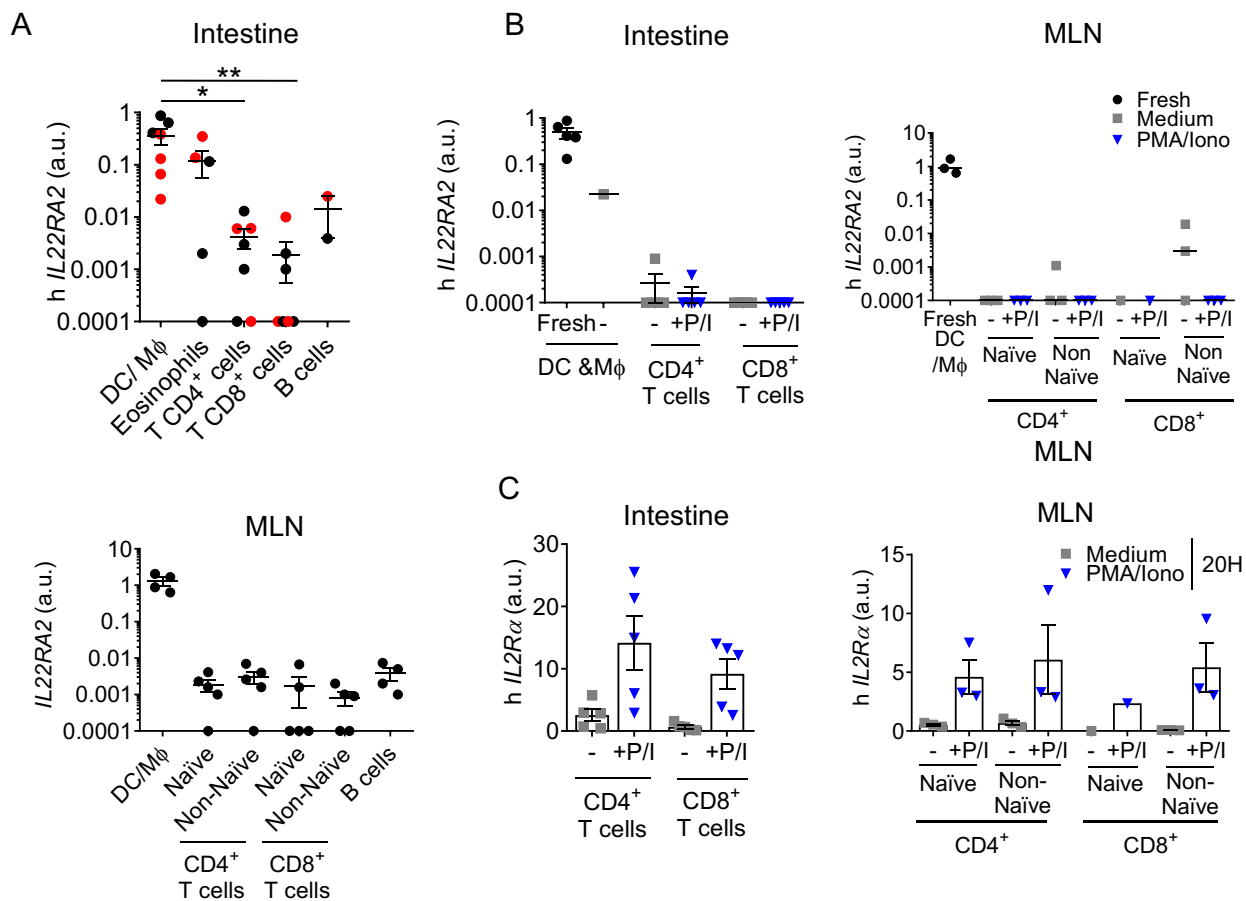 A
Intestine
**
*
h IL22RA2 (a.u.)
1
0.1
0.01
0.001
0.0001
DC/ Mϕ
Eosinophils
T CD4+ cells
T CD8+ cells
B cells
B
Intestine
h IL22RA2 (a.u.)
1
0.1
0.01
0.001
0.0001
Fresh - - +P/I - +P/I
DC &Mϕ
CD4+
T cells
CD8+
T cells
MLN
Fresh
Medium
PMA/Iono
h IL22RA2 (a.u.)
10
1
0.1
0.01
0.001
0.0001
Fresh
DC
/Mϕ
- +P/I - +P/I - +P/I - +P/I
Naïve
Non
Naïve
Naïve
Non
Naïve
CD4+
CD8+
MLN
MLN
IL22RA2 (a.u.)
10
1
0.1
0.01
0.001
0.0001
DC/Mϕ
Naïve
Non-Naïve
Naïve
Non-Naïve
B cells
CD4+
T cells
CD8+
T cells
C
Intestine
h IL2Rα (a.u.)
30
20
10
0
- +P/I - +P/I
CD4+
T cells
CD8+
T cells
MLN
Medium
PMA/Iono
20H
h IL2Rα (a.u.)
15
10
5
0
- +P/I - +P/I - +P/I - +P/I
Naïve
Non-
Naïve
Naive
Non-
Naïve
CD4+
CD8+